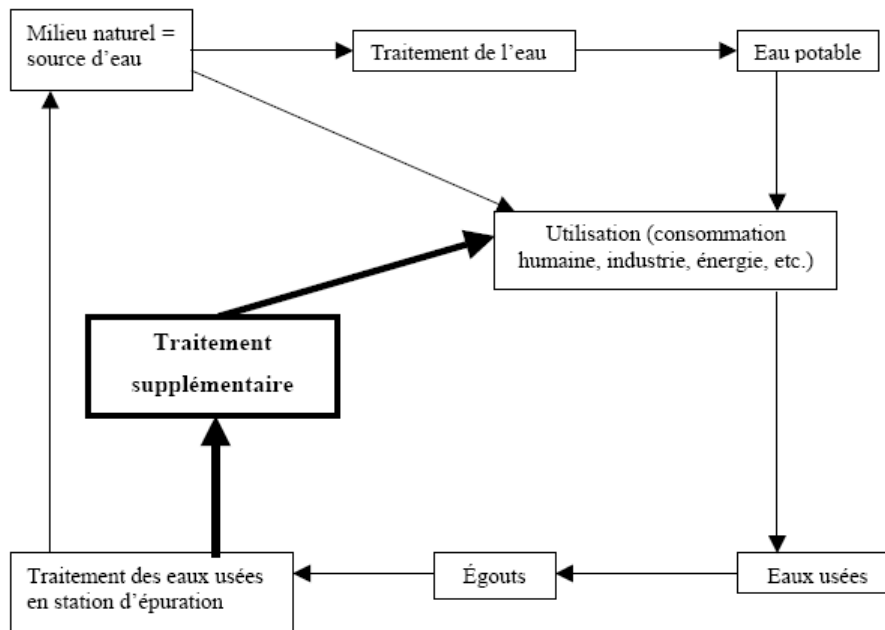 Milieu naturel =
source d'eau
Traitement de l'eau
Eau potable
Utilisation (consommation
humaine, industrie, énergie, etc.)
Traitement
supplémentaire
Traitement des eaux usées
en station d'épuration
Égouts
Eaux usées